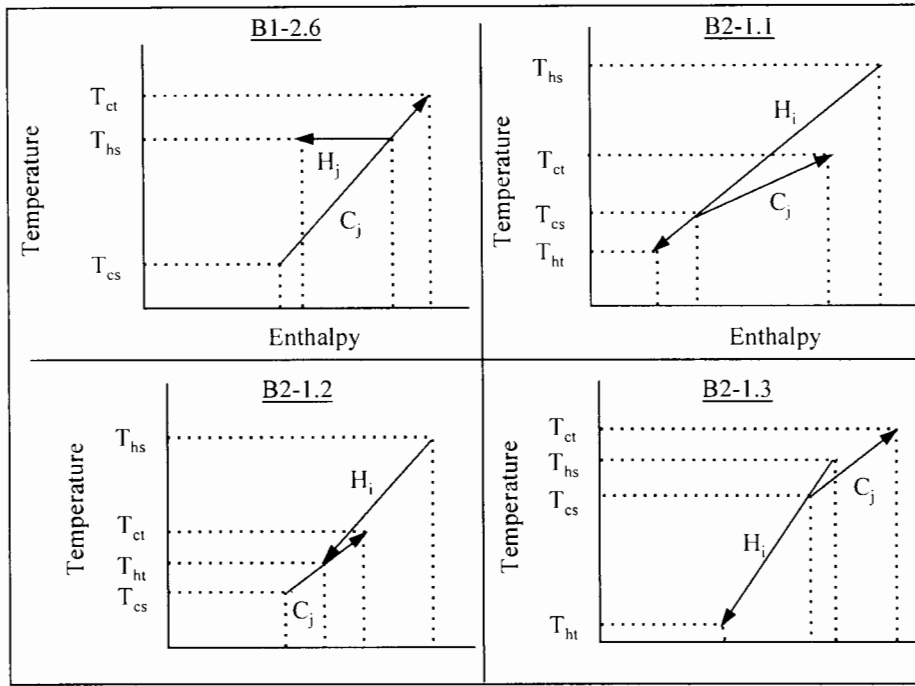 B1-2.6
Temperature
T_ct
T_hs
T_cs
H_j
C_j
Enthalpy
B2-1.1
Temperature
T_hs
T_ct
T_cs
T_ht
H_i
C_j
Enthalpy
B2-1.2
Temperature
T_hs
T_ct
T_ht
T_cs
H_i
C_j
B2-1.3
Temperature
T_ct
T_hs
T_cs
T_ht
H_i
C_j